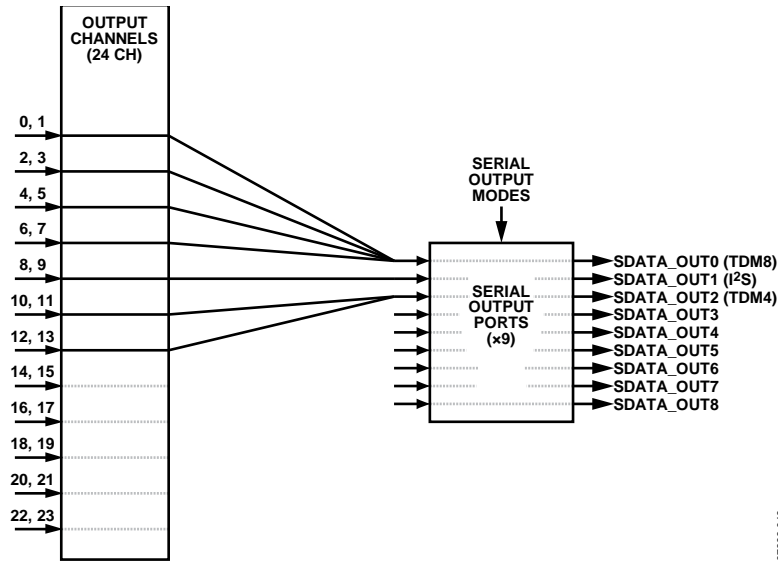 OUTPUT
CHANNELS
(24 CH)
0, 1
2, 3
4, 5
6, 7
8, 9
10, 11
12, 13
14, 15
16, 17
18, 19
20, 21
22, 23
SERIAL
OUTPUT
MODES
SERIAL
OUTPUT
PORTS
(×9)
SDATA_OUT0 (TDM8)
SDATA_OUT1 (I²S)
SDATA_OUT2 (TDM4)
SDATA_OUT3
SDATA_OUT4
SDATA_OUT5
SDATA_OUT6
SDATA_OUT7
SDATA_OUT8